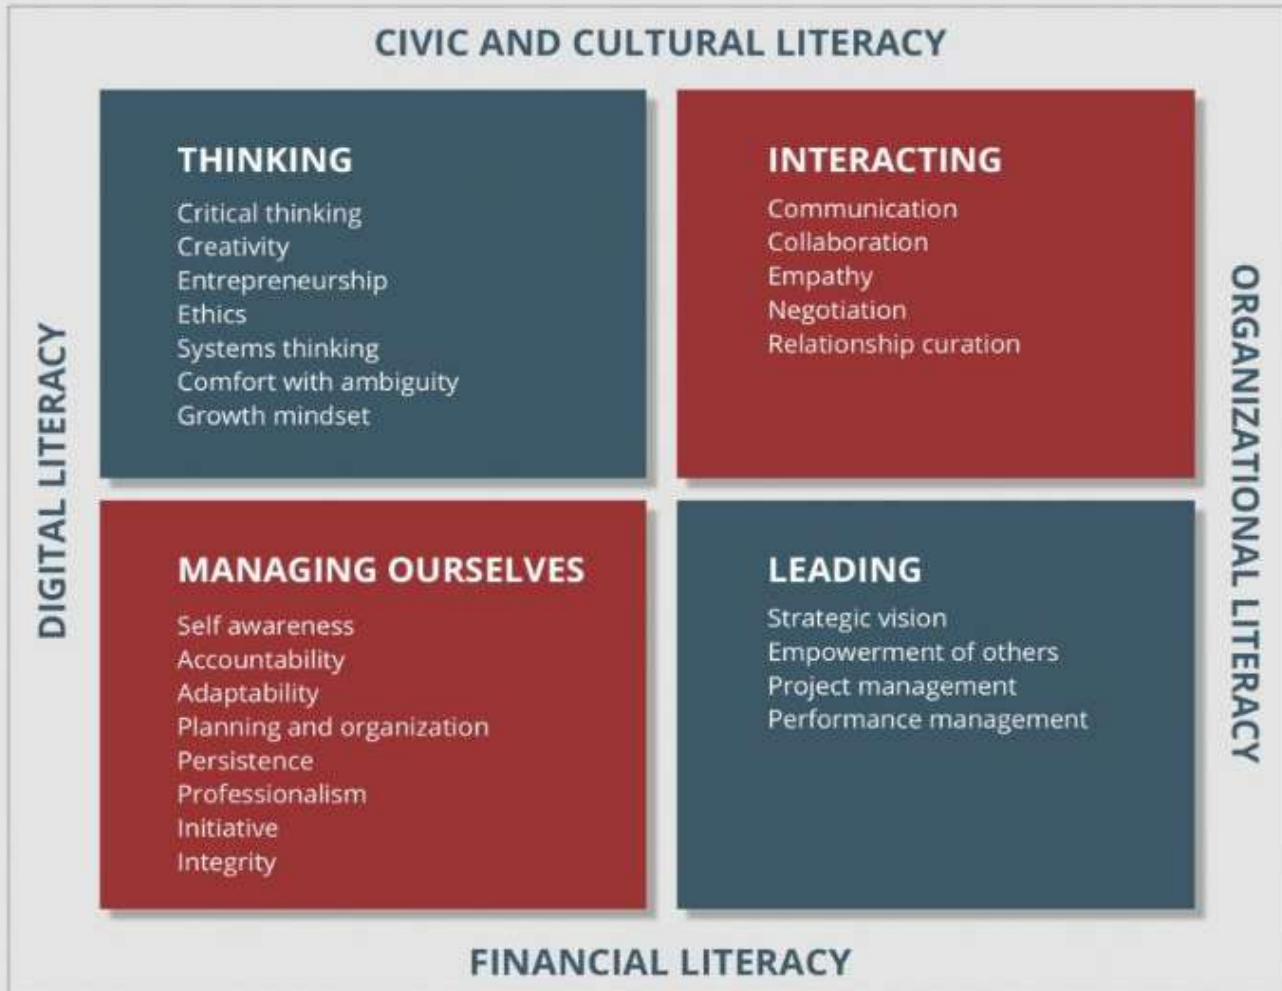 CIVIC AND CULTURAL LITERACY
THINKING
Critical thinking
Creativity
Entrepreneurship
Ethics
Systems thinking
Comfort with ambiguity
Growth mindset
INTERACTING
Communication
Collaboration
Empathy
Negotiation
Relationship curation
DIGITAL LITERACY
ORGANIZATIONAL LITERACY
MANAGING OURSELVES
Self awareness
Accountability
Adaptability
Planning and organization
Persistence
Professionalism
Initiative
Integrity
LEADING
Strategic vision
Empowerment of others
Project management
Performance management
FINANCIAL LITERACY